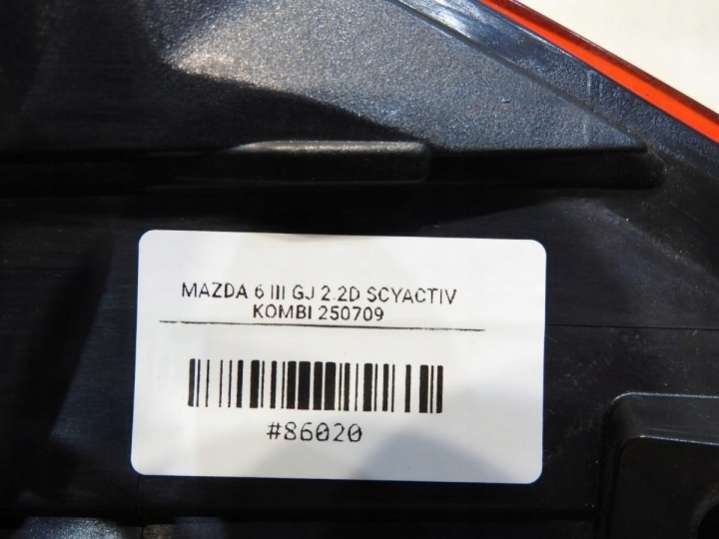 MAZDA 6 III GJ 2.2D SCYACTIV
KOMBI 250709
#86020